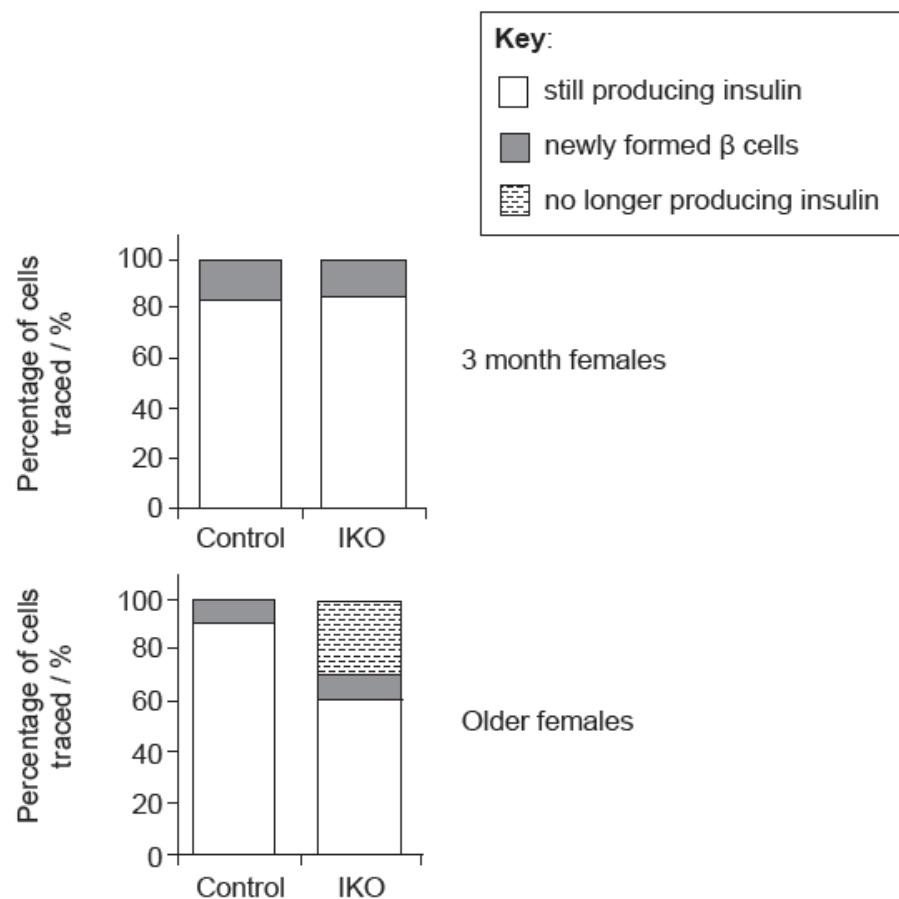 Key:
still producing insulin
newly formed β cells
no longer producing insulin
Percentage of cells
traced / %
100
80
60
40
20
0
Control IKO
3 month females
Percentage of cells
traced / %
100
80
60
40
20
0
Control IKO
Older females